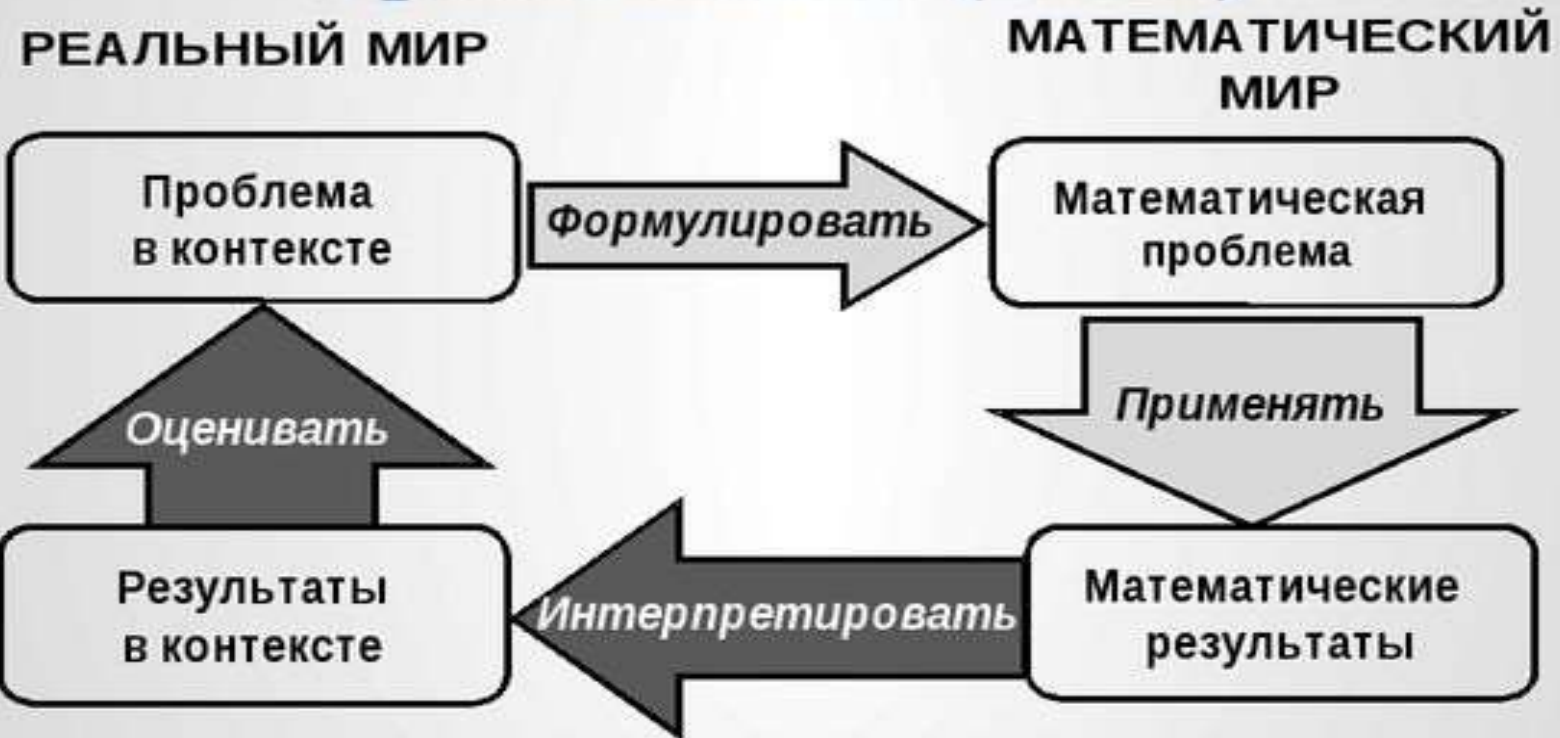 РЕАЛЬНЫЙ МИР
МАТЕМАТИЧЕСКИЙ
МИР
Проблема
в контексте
Формулировать
Математическая
проблема
Оценивать
Применять
Результаты
в контексте
Интерпретировать
Математические
результаты